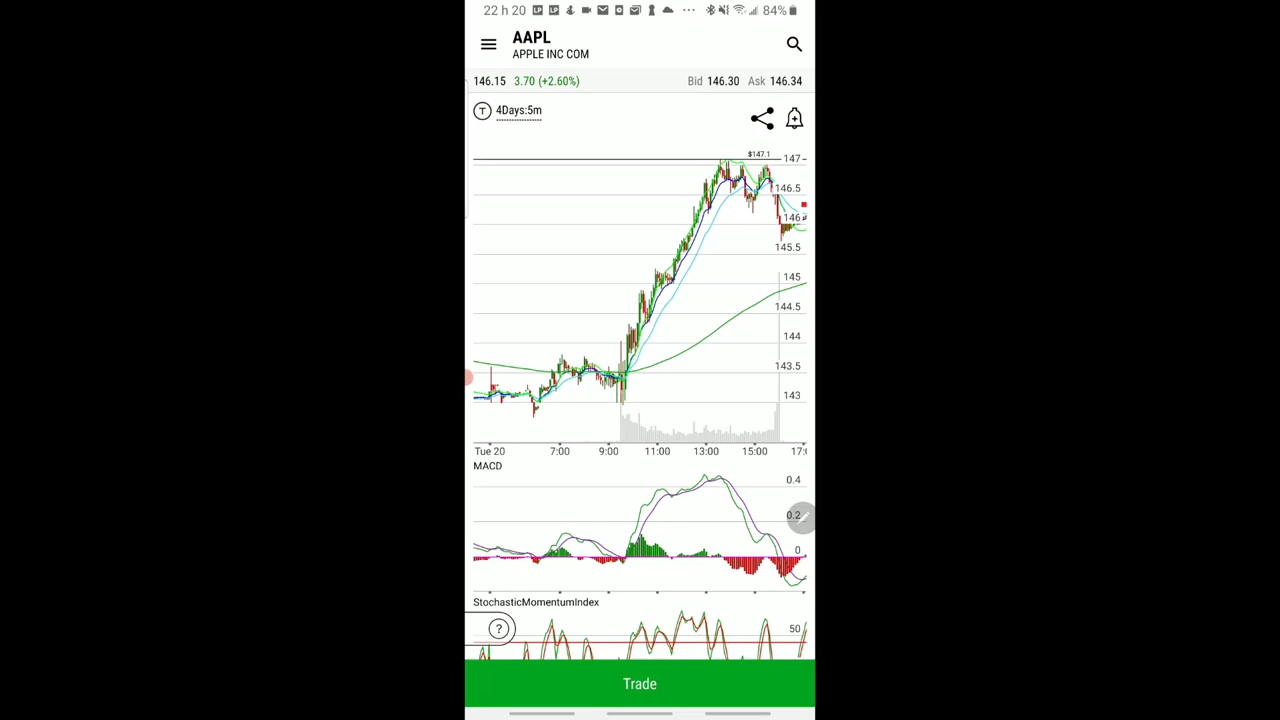 22 h 20 LP LP ... 84%
AAPL
APPLE INC COM
146.15 3.70 (+2.60%) Bid 146.30 Ask 146.34
T 4Days:5m
$147.1
147
146.5
146
145.5
145
144.5
144
143.5
143
Tue 20 7:00 9:00 11:00 13:00 15:00
MACD
0.4
0.2
0
StochasticMomentumIndex
50
?
Trade